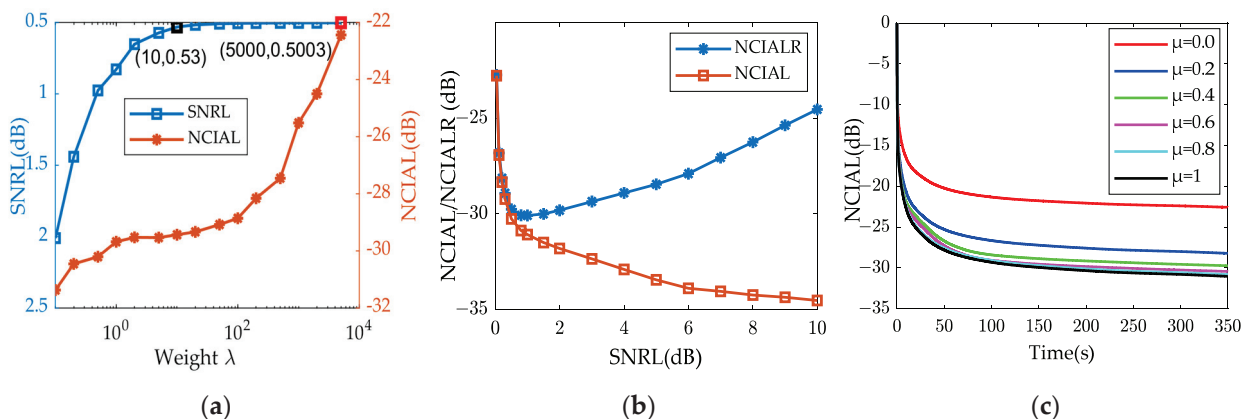 0.5
1
1.5
2
2.5
SNRL(dB)
(10,0.53)
(5000,0.5003)
SNRL
NCIAL
-22
-24
-26
-28
-30
-32
NCIAL(dB)
10^0
10^2
10^4
Weight λ
(a)
NCIAL/NCIALR (dB)
−25
−30
−35
NCIALR
NCIAL
0
2
4
6
8
10
SNRL(dB)
(b)
NCIAL(dB)
0
−5
−10
−15
−20
−25
−30
−35
μ=0.0
μ=0.2
μ=0.4
μ=0.6
μ=0.8
μ=1
0
50
100
150
200
250
300
350
Time(s)
(c)